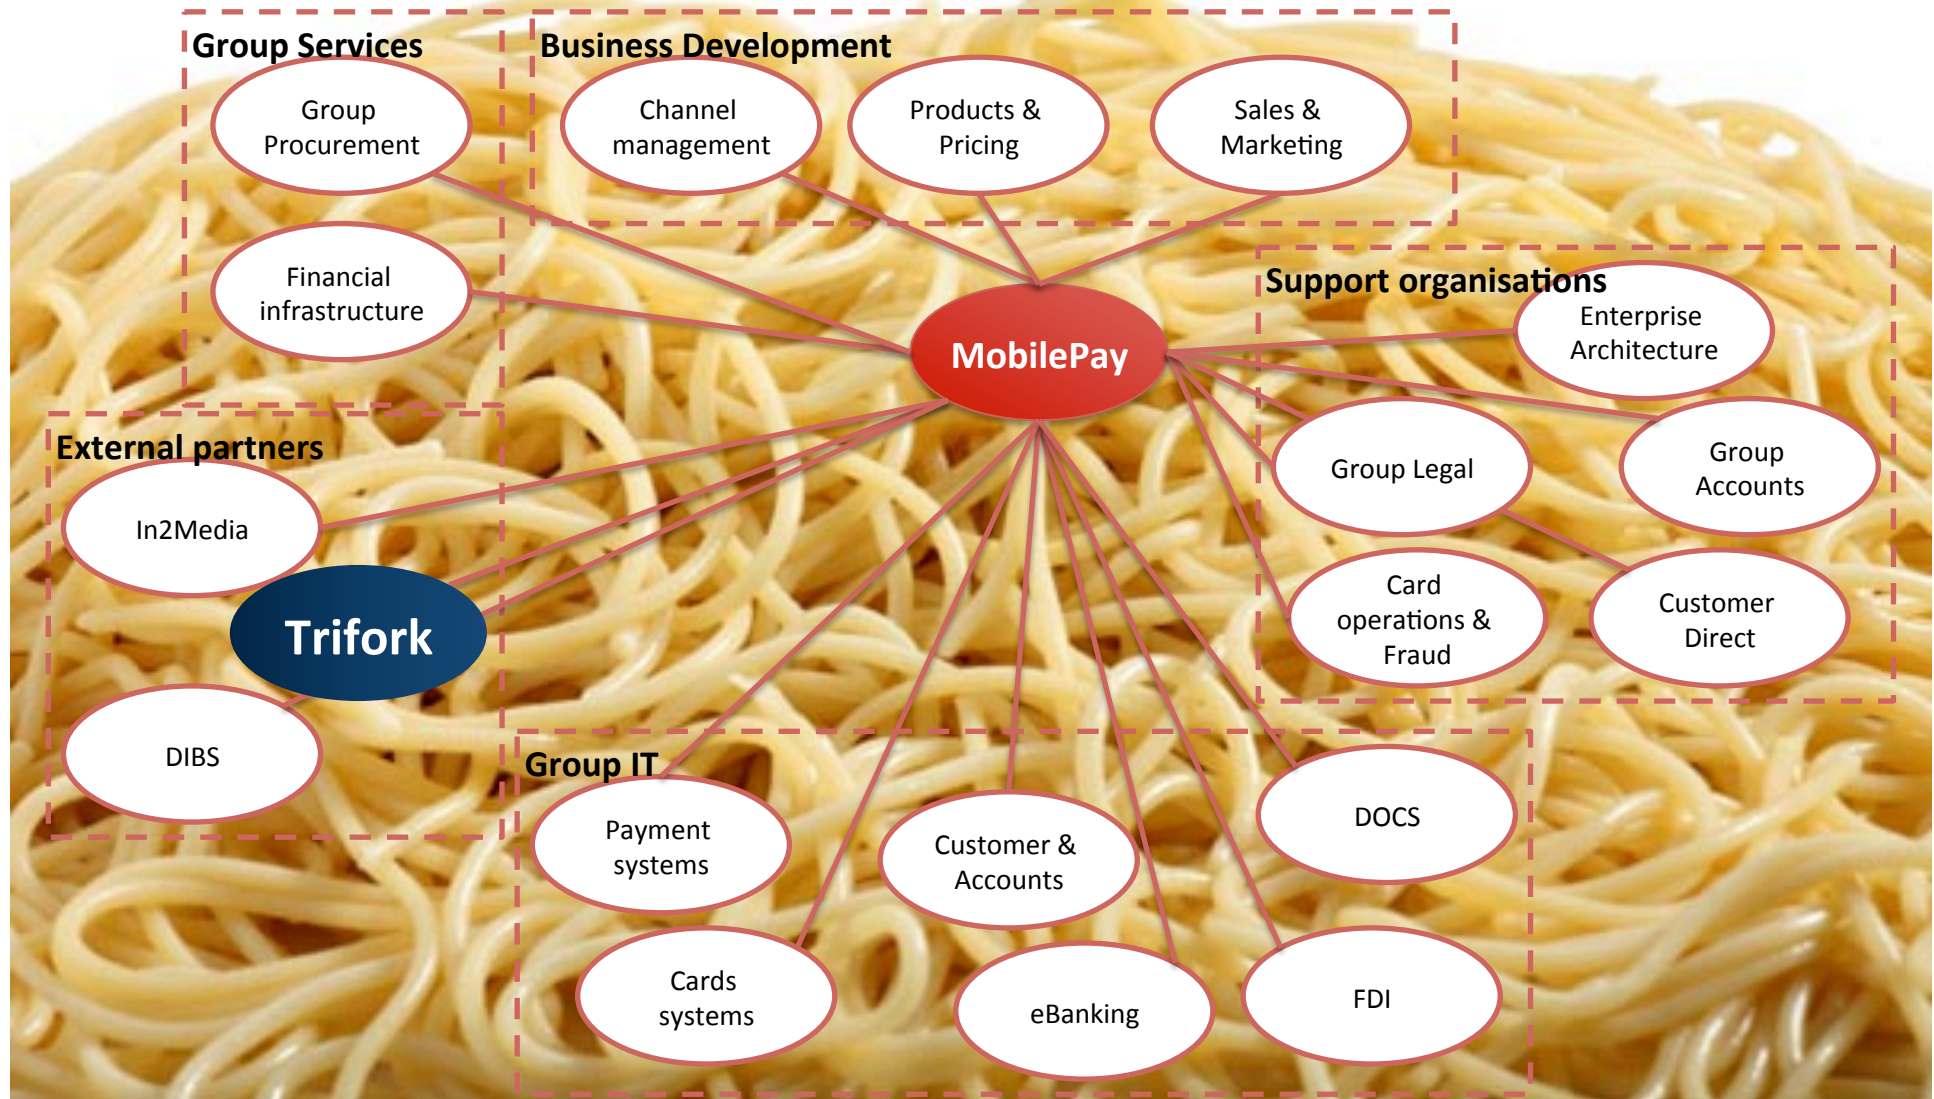 Group Services
Group
Procurement
Financial
infrastructure
Business Development
Channel
management
Products &
Pricing
Sales &
Marketing
MobilePay
Support organisations
Enterprise
Architecture
Group Legal
Group
Accounts
Card
operations &
Fraud
Customer
Direct
External partners
In2Media
Trifork
DIBS
Group IT
Payment
systems
Customer &
Accounts
DOCS
Cards
systems
eBanking
FDI